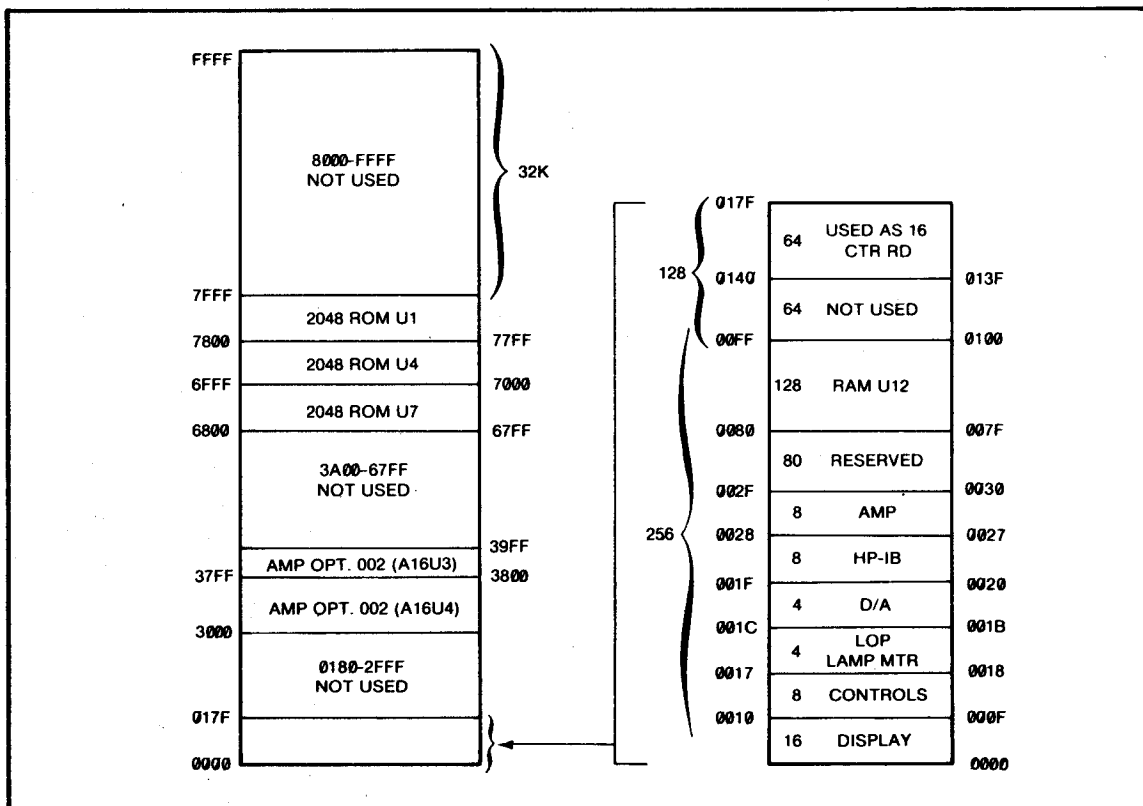 FFFF
8000-FFFF
NOT USED
32K
7FFF
2048 ROM U1
7800
77FF
2048 ROM U4
6FFF
7000
2048 ROM U7
6800
67FF
3A00-67FF
NOT USED
39FF
AMP OPT. 002 (A16U3)
37FF
3800
AMP OPT. 002 (A16U4)
3000
0180-2FFF
NOT USED
017F
0000
017F
64 USED AS 16
CTR RD
128
0140
013F
64 NOT USED
00FF
0100
128 RAM U12
0080
007F
80 RESERVED
002F
0030
8 AMP
256
0028
0027
8 HP-IB
001F
0020
4 D/A
001C
001B
4 LOP
LAMP MTR
0017
0018
8 CONTROLS
0010
000F
16 DISPLAY
0000